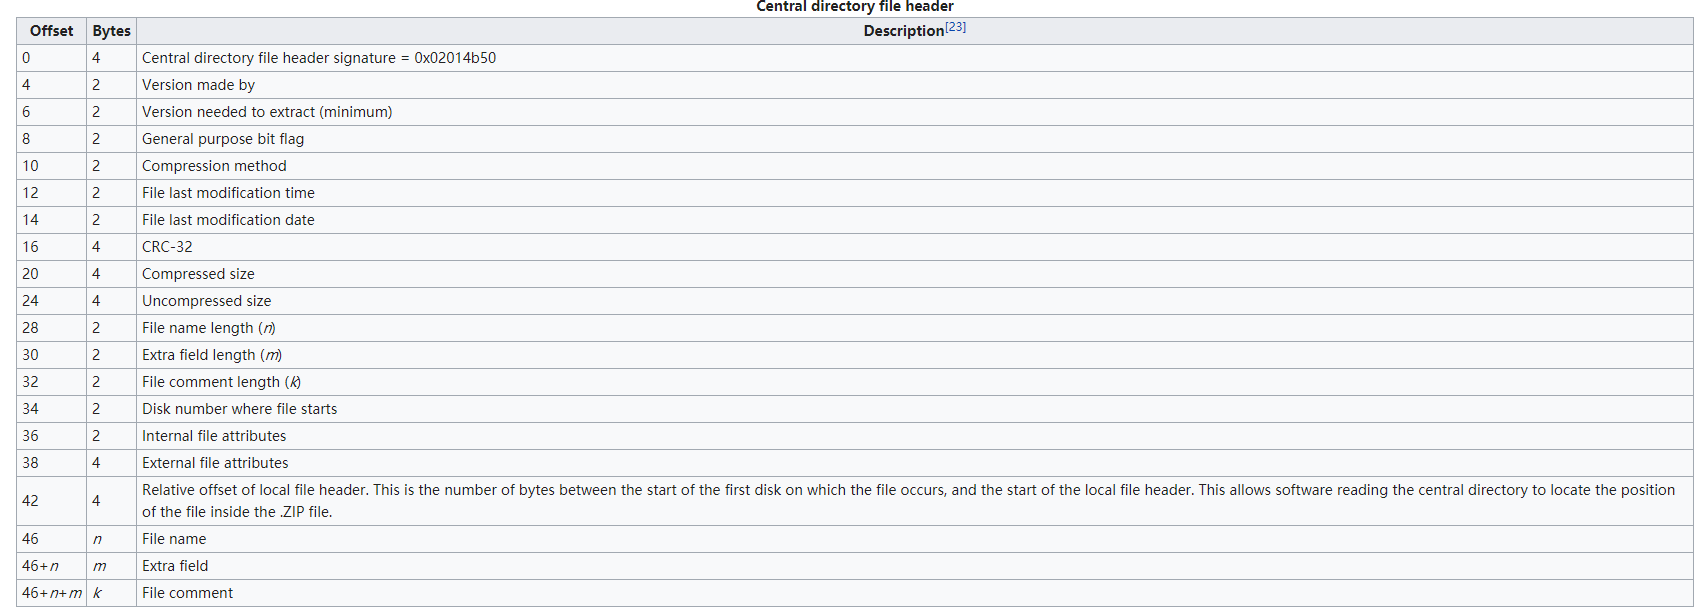 Central directory file header
Offset Bytes Description[23]
0 4 Central directory file header signature = 0x02014b50
4 2 Version made by
6 2 Version needed to extract (minimum)
8 2 General purpose bit flag
10 2 Compression method
12 2 File last modification time
14 2 File last modification date
16 4 CRC-32
20 4 Compressed size
24 4 Uncompressed size
28 2 File name length (n)
30 2 Extra field length (m)
32 2 File comment length (k)
34 2 Disk number where file starts
36 2 Internal file attributes
38 4 External file attributes
42 4 Relative offset of local file header. This is the number of bytes between the start of the first disk on which the file occurs, and the start of the local file header. This allows software reading the central directory to locate the position
of the file inside the .ZIP file.
46 n File name
46+n m Extra field
46+n+m k File comment